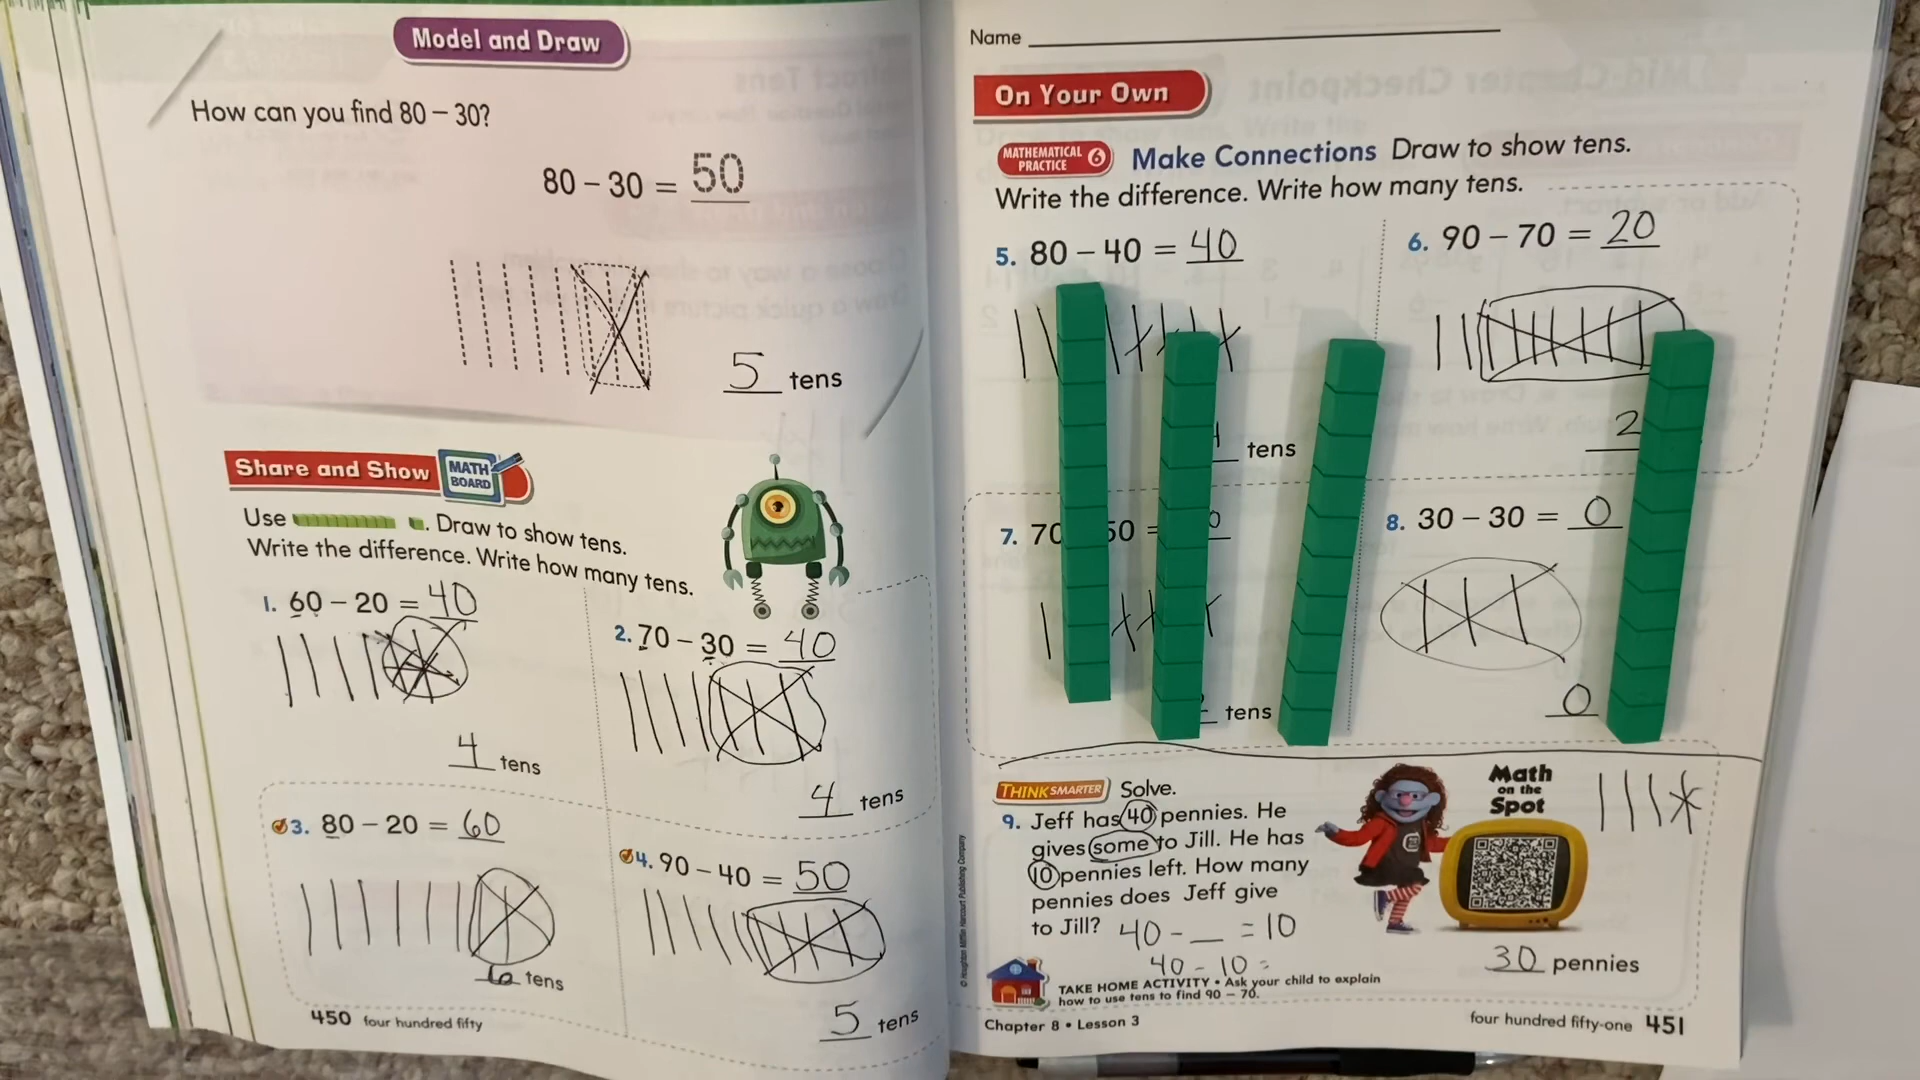 Model and Draw
How can you find 80 – 30?
80 – 30 = 50
5 tens
Share and Show
MATH
BOARD
Use . Draw to show tens.
Write the difference. Write how many tens.
1. 60 – 20 = 40
4 tens
2. 70 – 30 = 40
4 tens
3. 80 – 20 = 60
6 tens
4. 90 – 40 = 50
5 tens
450 four hundred fifty
Name
On Your Own
MATHEMATICAL
PRACTICE 6
Make Connections Draw to show tens.
Write the difference. Write how many tens.
5. 80 – 40 = 40
tens
6. 90 – 70 = 20
2
7. 70 50 =
tens
8. 30 – 30 = 0
0
THINK SMARTER Solve.
9. Jeff has 40 pennies. He
gives some to Jill. He has
10 pennies left. How many
pennies does Jeff give
to Jill? 40 - __ = 10
40 - 10 =
Math
on the
Spot
30 pennies
TAKE HOME ACTIVITY • Ask your child to explain
how to use tens to find 90 – 70.
© Houghton Mifflin Harcourt Publishing Company
Chapter 8 • Lesson 3
four hundred fifty-one 451